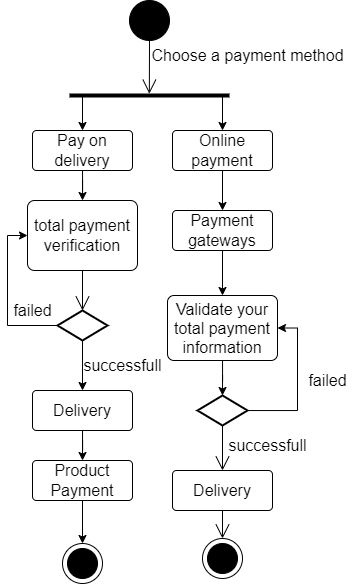 Choose a payment method
Pay on
delivery
Online
payment
total payment
verification
Payment
gateways
failed
Validate your
total payment
information
successfull
failed
Delivery
successfull
Product
Payment
Delivery